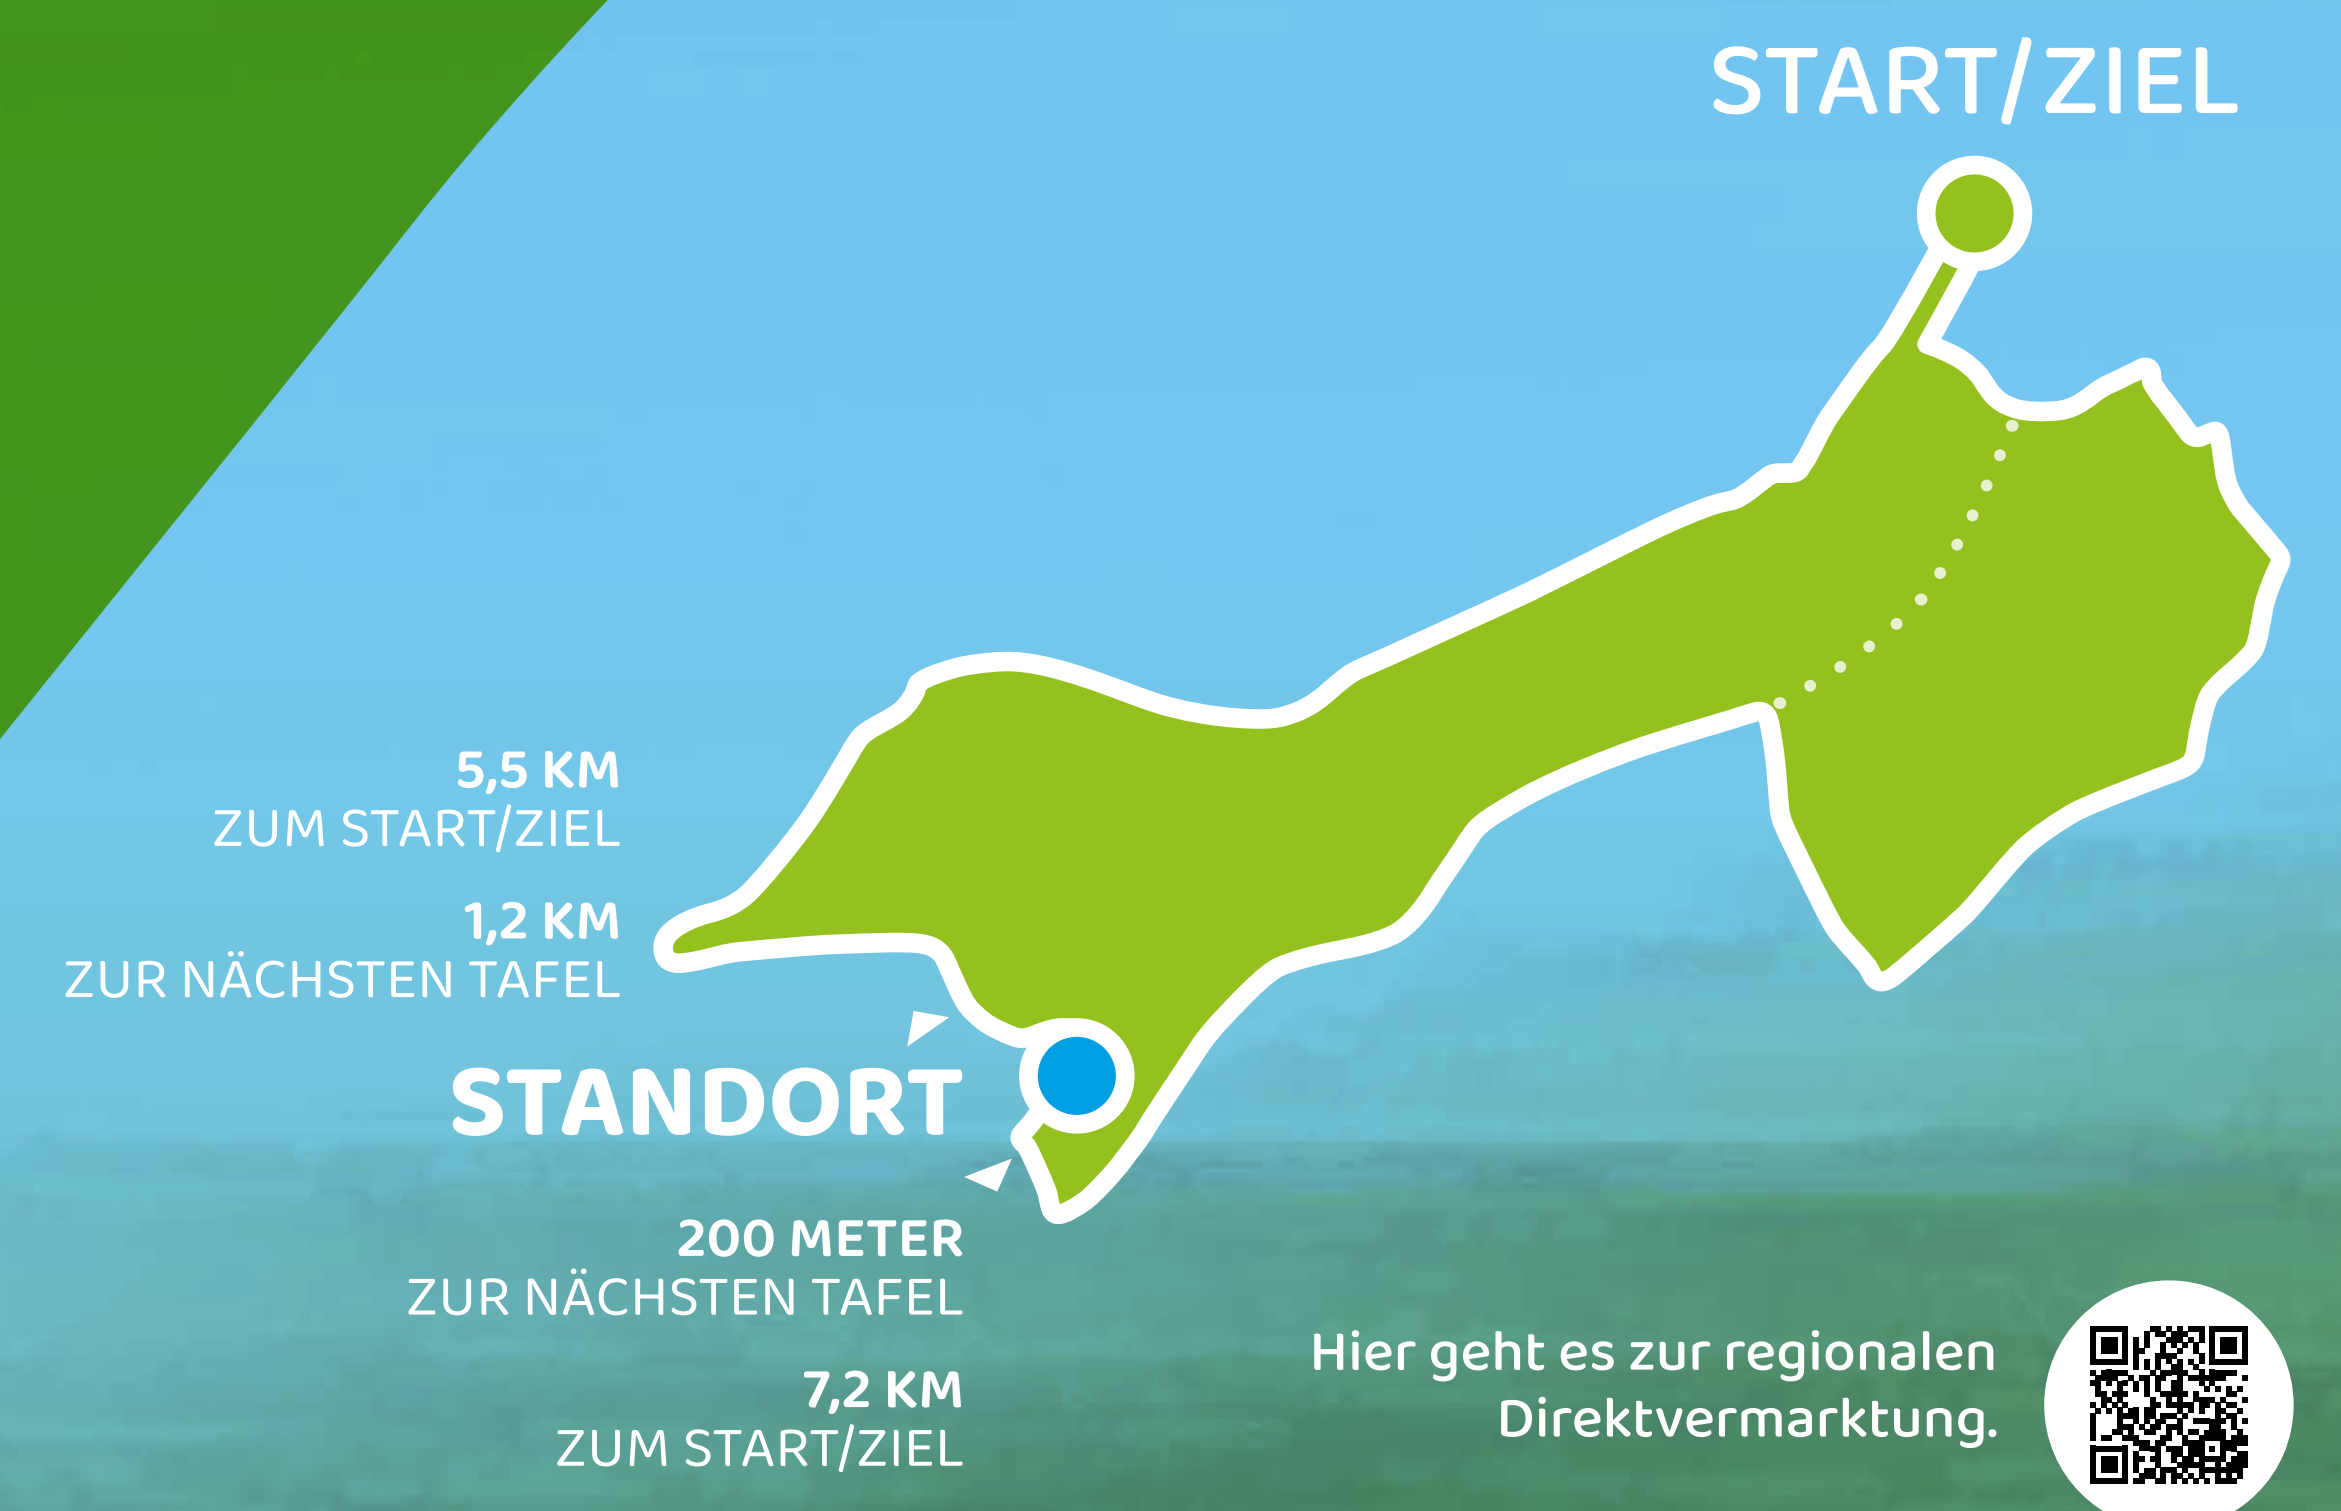 START/ZIEL
5,5 KM
ZUM START/ZIEL
1,2 KM
ZUR NÄCHSTEN TAFEL
STANDORT
200 METER
ZUR NÄCHSTEN TAFEL
7,2 KM
ZUM START/ZIEL
Hier geht es zur regionalen
Direktvermarktung.